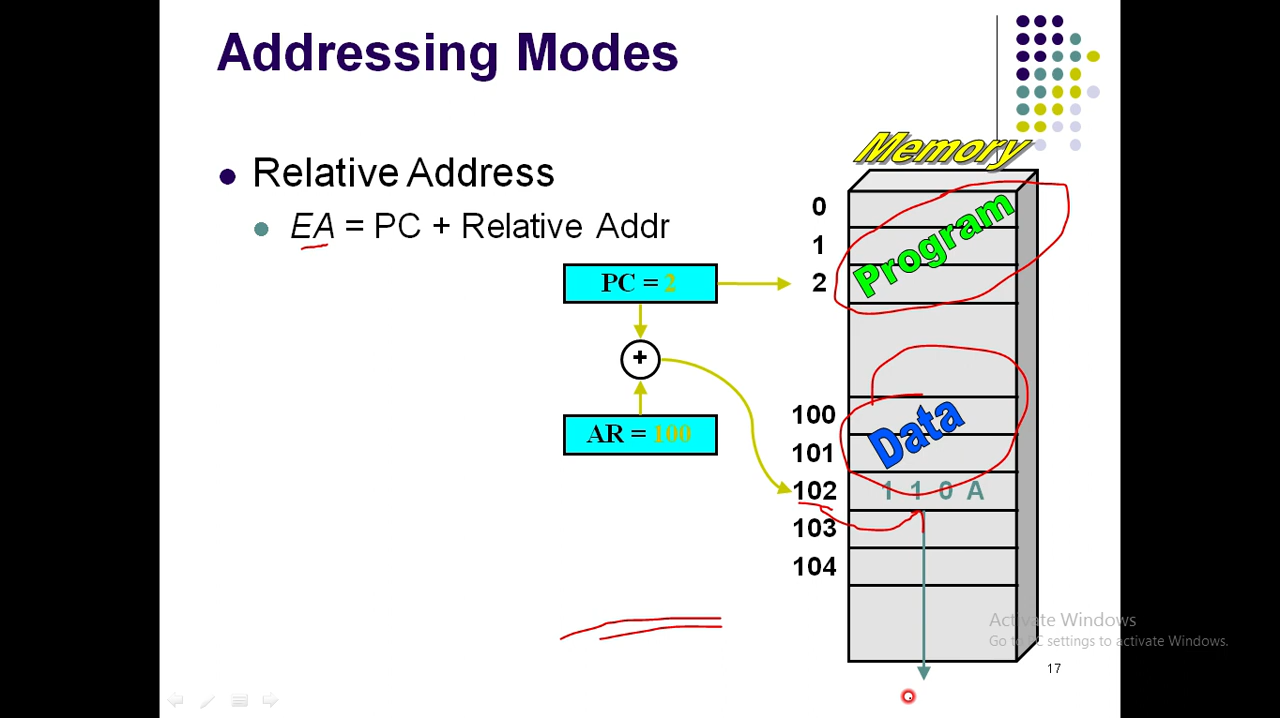 Addressing Modes
Relative Address
EA = PC + Relative Addr
PC = 2
+
AR = 100
Memory
0
1
2
Program
100
101
Data
102 1 1 0 A
103
104
Activate Windows
Go to PC settings to activate Windows.
17